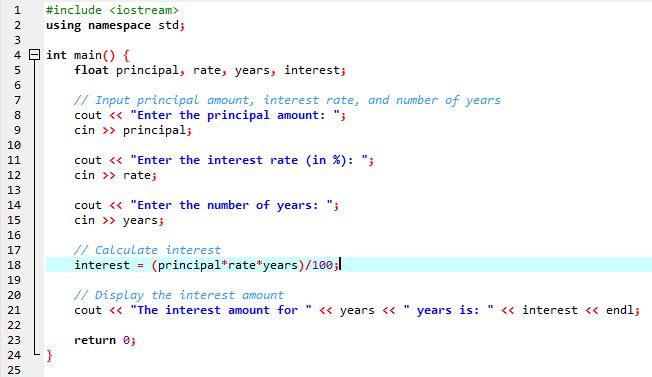 1 #include <iostream>
2 using namespace std;
3
4 int main() {
5 float principal, rate, years, interest;
6
7 // Input principal amount, interest rate, and number of years
8 cout << "Enter the principal amount: ";
9 cin >> principal;
10
11 cout << "Enter the interest rate (in %): ";
12 cin >> rate;
13
14 cout << "Enter the number of years: ";
15 cin >> years;
16
17 // Calculate interest
18 interest = (principal*rate*years)/100;
19
20 // Display the interest amount
21 cout << "The interest amount for " << years << " years is: " << interest << endl;
22
23 return 0;
24 }
25